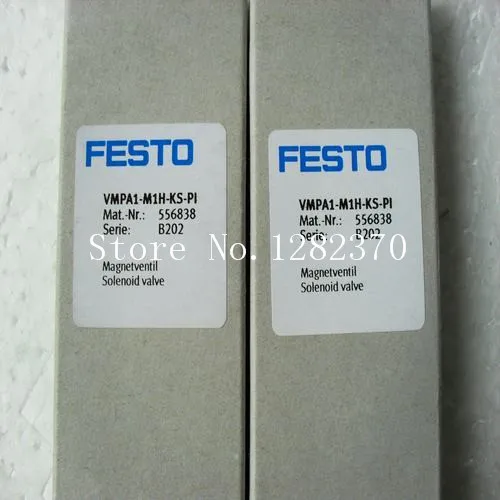 FESTO
VMPA1-M1H-KS-PI
Mat.-Nr.: 556838
Serie: B202
Magnetventil
Solenoid valve
FESTO
VMPA1-M1H-KS-PI
Mat.-Nr.: 556838
Serie: B202
Magnetventil
Solenoid valve
Store No.: 1282370